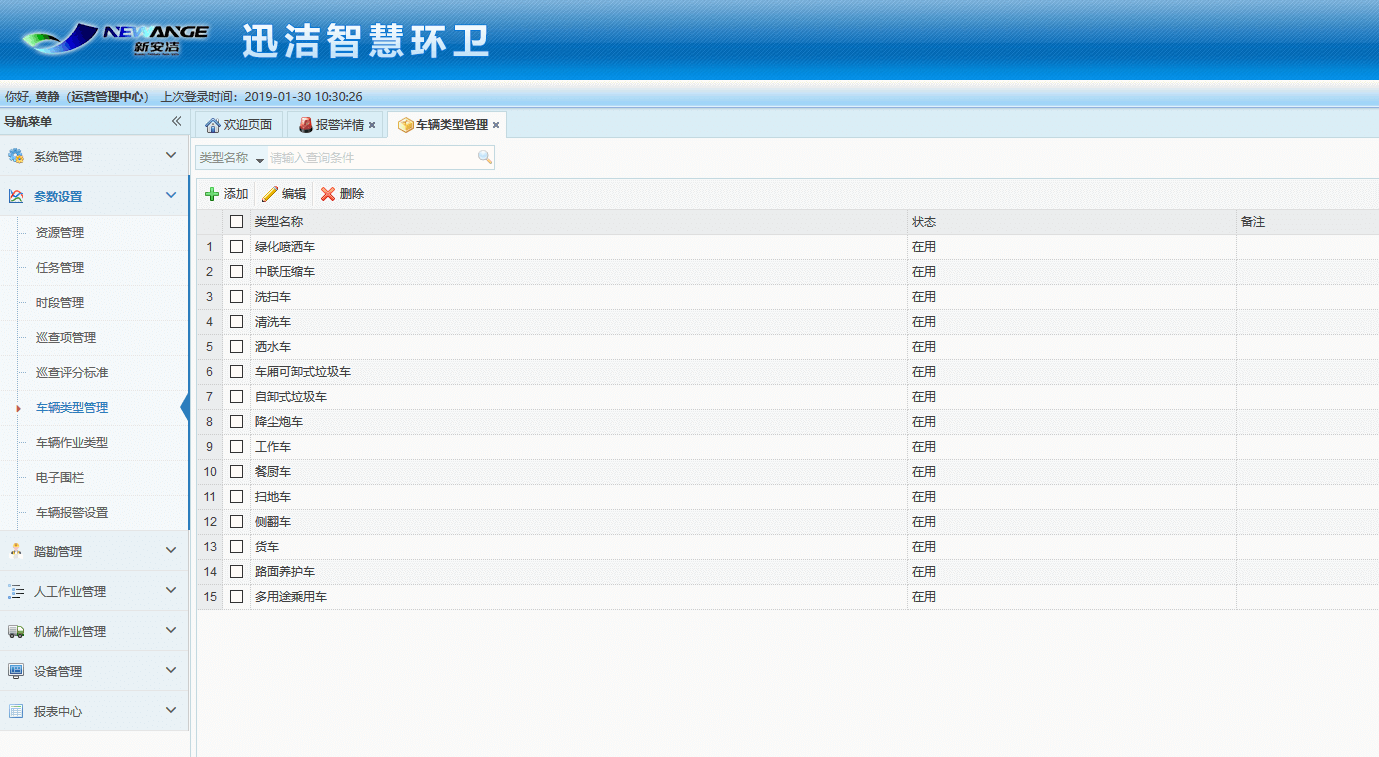 NEWANGE
新安洁
迅洁智慧环卫
你好, 黄静（运营管理中心） 上次登录时间：2019-01-30 10:30:26
导航菜单 欢迎页面 报警详情 车辆类型管理
类型名称 请输入查询条件
系统管理
参数设置
资源管理
任务管理
时段管理
巡查项管理
巡查评分标准
车辆类型管理
车辆作业类型
电子围栏
车辆报警设置
踏勘管理
人工作业管理
机械作业管理
设备管理
报表中心
添加 编辑 删除
类型名称 状态 备注
1 绿化喷洒车 在用
2 中联压缩车 在用
3 洗扫车 在用
4 清洗车 在用
5 洒水车 在用
6 车厢可卸式垃圾车 在用
7 自卸式垃圾车 在用
8 降尘炮车 在用
9 工作车 在用
10 餐厨车 在用
11 扫地车 在用
12 侧翻车 在用
13 货车 在用
14 路面养护车 在用
15 多用途乘用车 在用